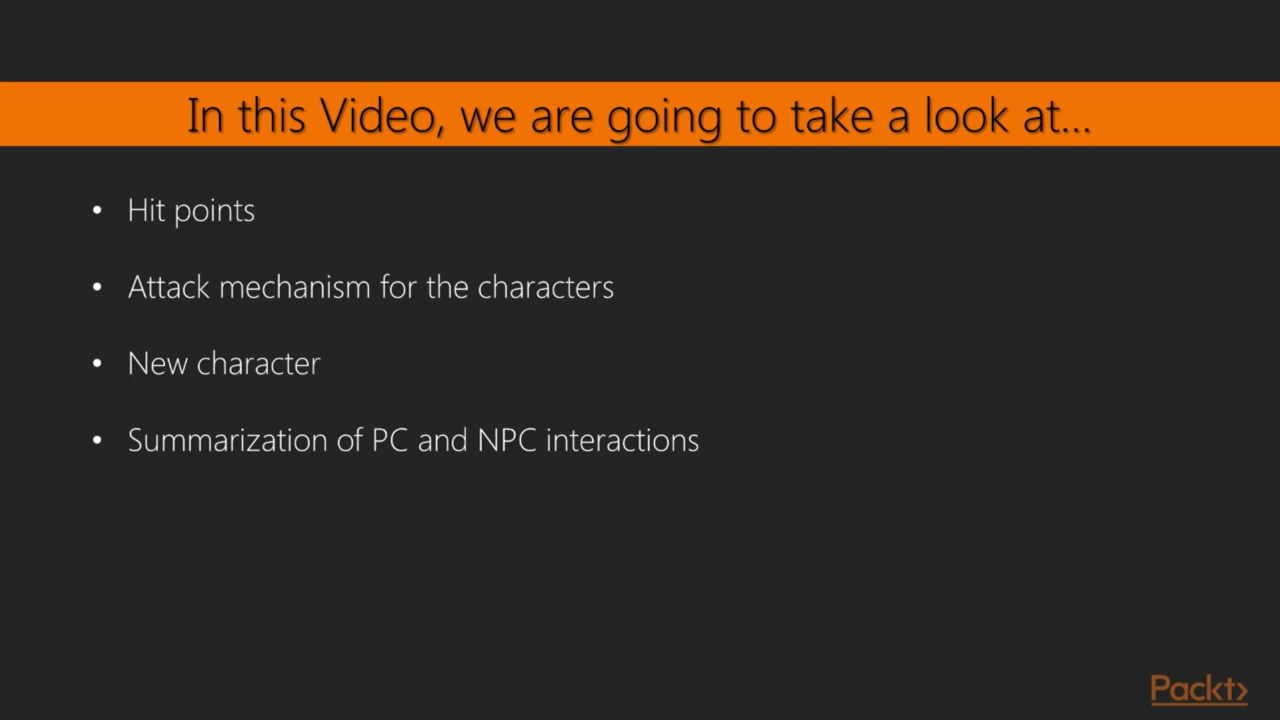 In this Video, we are going to take a look at...
• Hit points
• Attack mechanism for the characters
• New character
• Summarization of PC and NPC interactions
Packt>